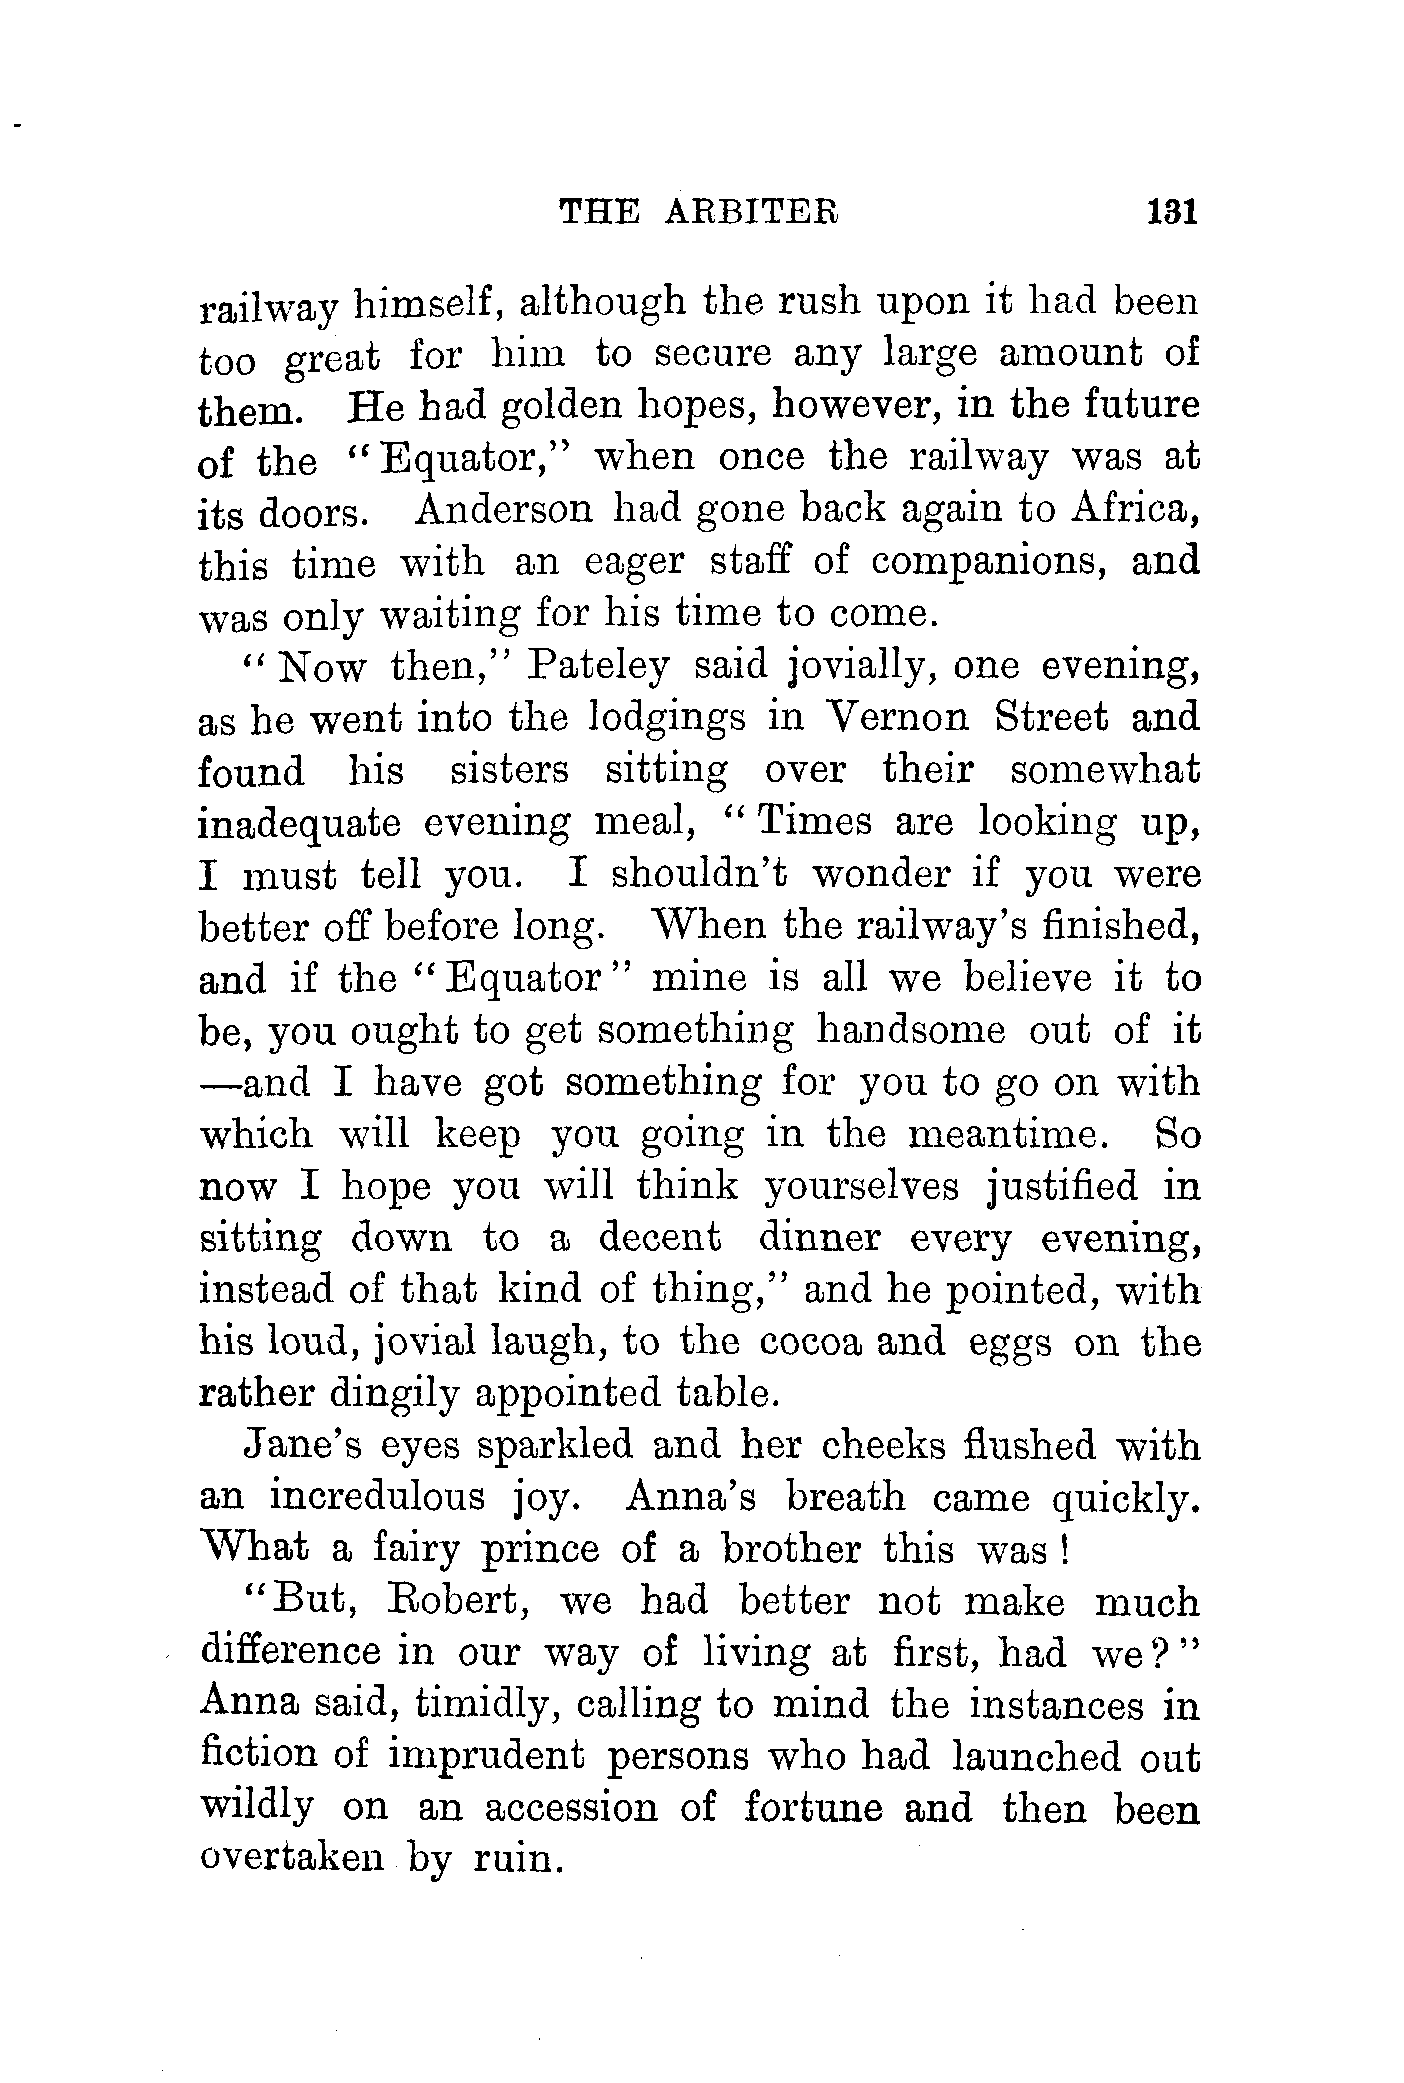 THE ARBITER 131
railway himself, although the rush upon it had been
too great for him to secure any large amount of
them. He had golden hopes, however, in the future
of the "Equator," when once the railway was at
its doors. Anderson had gone back again to Africa,
this time with an eager staff of companions, and
was only waiting for his time to come.
"Now then," Pateley said jovially, one evening,
as he went into the lodgings in Vernon Street and
found his sisters sitting over their somewhat
inadequate evening meal, "Times are looking up,
I must tell you. I shouldn't wonder if you were
better off before long. When the railway's finished,
and if the "Equator" mine is all we believe it to
be, you ought to get something handsome out of it
—and I have got something for you to go on with
which will keep you going in the meantime. So
now I hope you will think yourselves justified in
sitting down to a decent dinner every evening,
instead of that kind of thing," and he pointed, with
his loud, jovial laugh, to the cocoa and eggs on the
rather dingily appointed table.
Jane's eyes sparkled and her cheeks flushed with
an incredulous joy. Anna's breath came quickly.
What a fairy prince of a brother this was!
"But, Robert, we had better not make much
difference in our way of living at first, had we?"
Anna said, timidly, calling to mind the instances in
fiction of imprudent persons who had launched out
wildly on an accession of fortune and then been
overtaken by ruin.